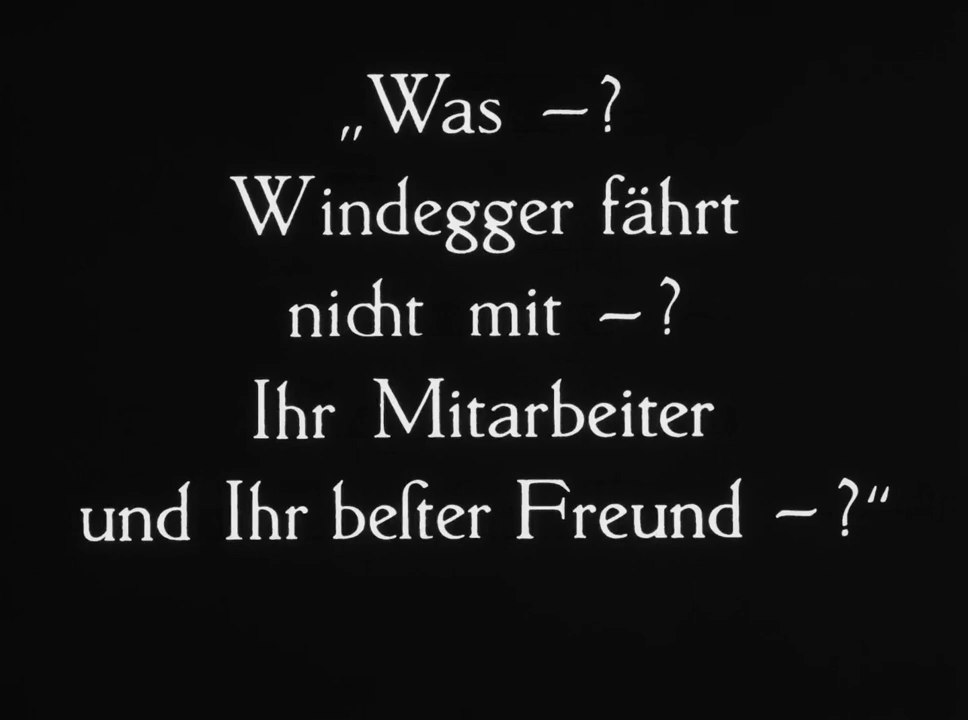 „Was –?
Windegger fährt
nicht mit –?
Ihr Mitarbeiter
und Ihr beſter Freund –?“